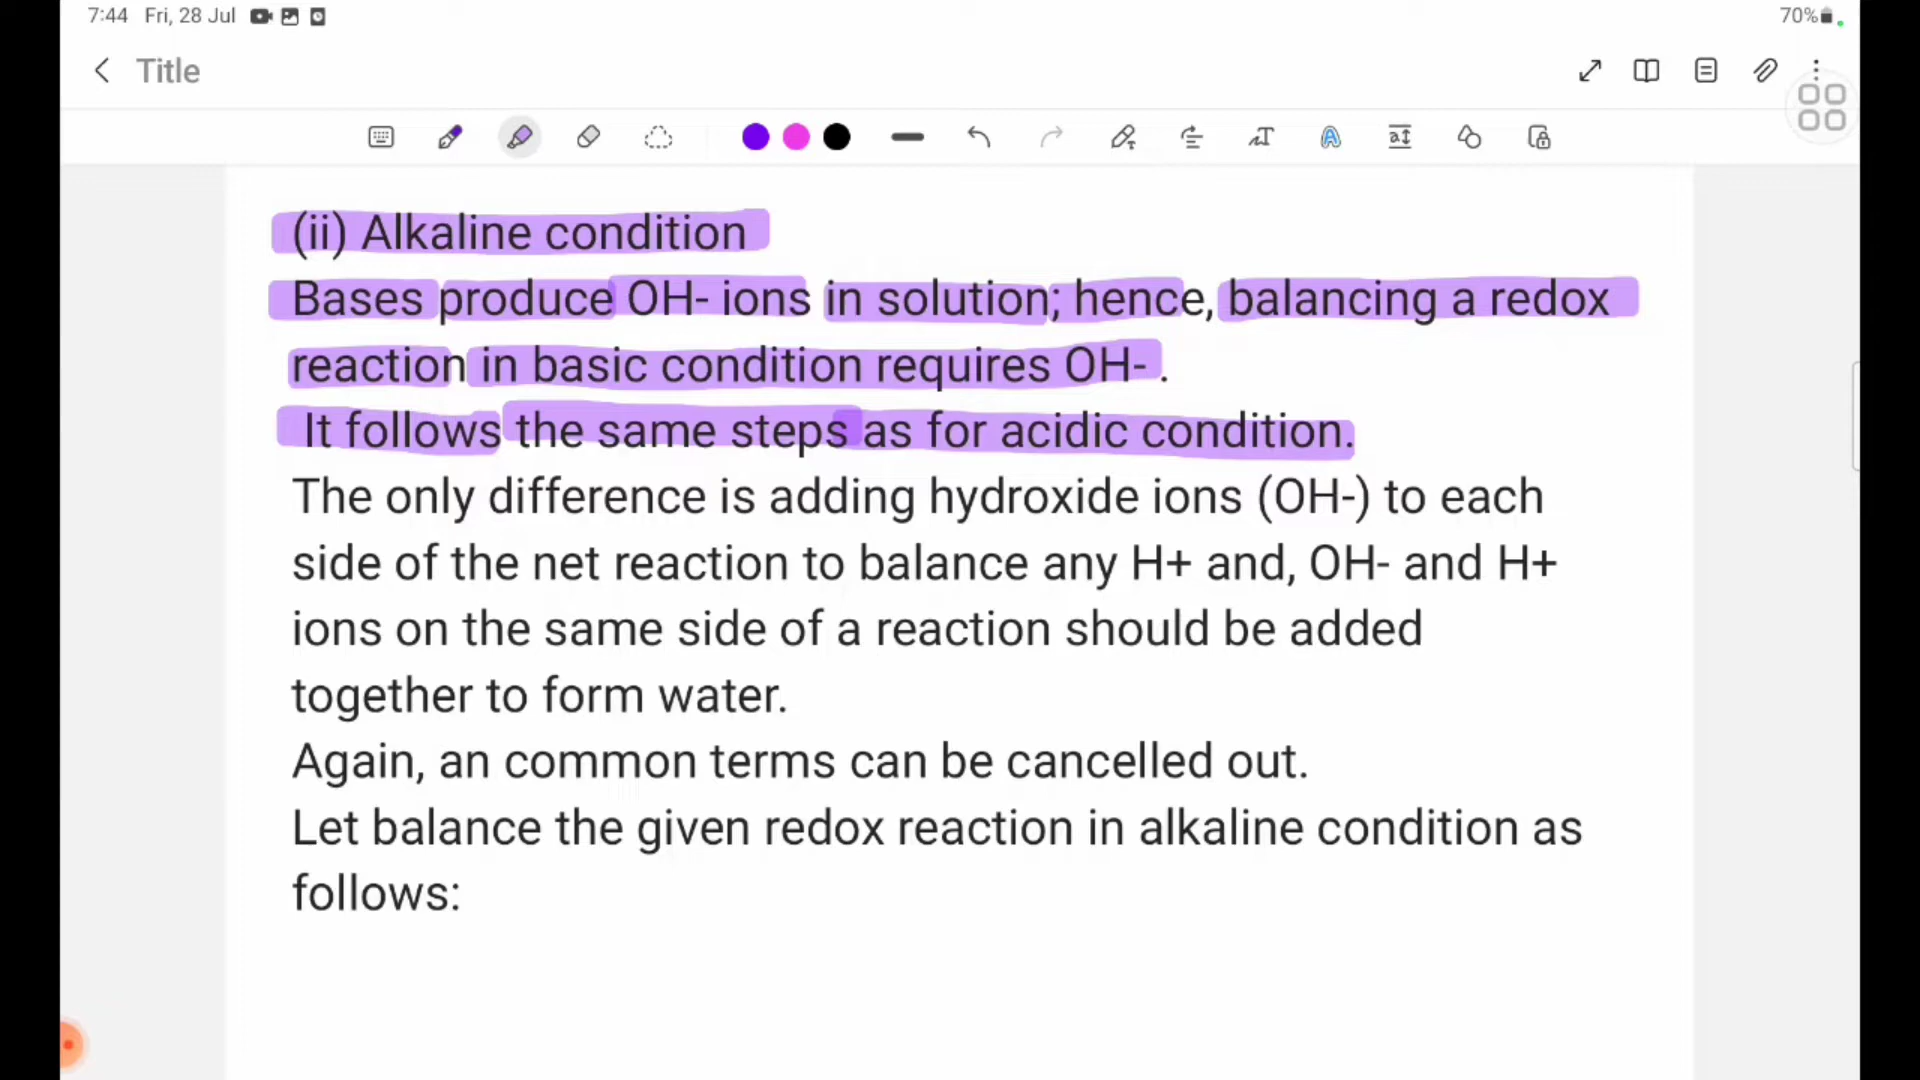 7:44 Fri, 28 Jul 70%
Title
(ii) Alkaline condition
Bases produce OH- ions in solution; hence, balancing a redox
reaction in basic condition requires OH- .
It follows the same steps as for acidic condition.
The only difference is adding hydroxide ions (OH-) to each
side of the net reaction to balance any H+ and, OH- and H+
ions on the same side of a reaction should be added
together to form water.
Again, an common terms can be cancelled out.
Let balance the given redox reaction in alkaline condition as
follows: